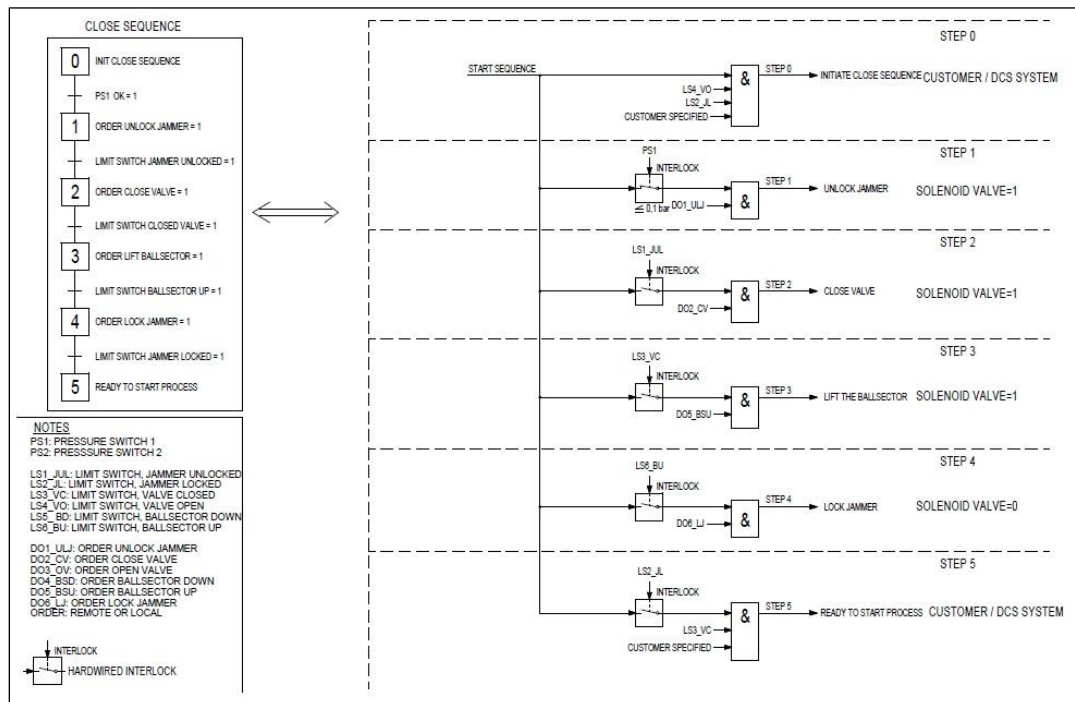 CLOSE SEQUENCE
0 INIT CLOSE SEQUENCE
PS1 OK = 1
1 ORDER UNLOCK JAMMER = 1
LIMIT SWITCH JAMMER UNLOCKED = 1
2 ORDER CLOSE VALVE = 1
LIMIT SWITCH CLOSED VALVE = 1
3 ORDER LIFT BALLSECTOR = 1
LIMIT SWITCH BALLSECTOR UP = 1
4 ORDER LOCK JAMMER = 1
LIMIT SWITCH JAMMER LOCKED = 1
5 READY TO START PROCESS
NOTES
PS1: PRESSURE SWITCH 1
PS2: PRESSSURE SWITCH 2
LS1_JUL: LIMIT SWITCH, JAMMER UNLOCKED
LS2_JL: LIMIT SWITCH, JAMMER LOCKED
LS3_VC: LIMIT SWITCH, VALVE CLOSED
LS4_VO: LIMIT SWITCH, VALVE OPEN
LS5_BD: LIMIT SWITCH, BALLSECTOR DOWN
LS6_BU: LIMIT SWITCH, BALLSECTOR UP
DO1_ULJ: ORDER UNLOCK JAMMER
DO2_CV: ORDER CLOSE VALVE
DO3_OV: ORDER OPEN VALVE
DO4_BSD: ORDER BALLSECTOR DOWN
DO5_BSU: ORDER BALLSECTOR UP
DO6_LJ: ORDER LOCK JAMMER
ORDER: REMOTE OR LOCAL
INTERLOCK
HARDWIRED INTERLOCK
STEP 0
START SEQUENCE
&
STEP 0
INITIATE CLOSE SEQUENCE CUSTOMER / DCS SYSTEM
LS4_VO
LS2_JL
CUSTOMER SPECIFIED
STEP 1
PS1
INTERLOCK
&
STEP 1
UNLOCK JAMMER SOLENOID VALVE=1
≤ 0,1 bar DO1_ULJ
STEP 2
LS1_JUL
INTERLOCK
&
STEP 2
CLOSE VALVE SOLENOID VALVE=1
DO2_CV
STEP 3
LS3_VC
INTERLOCK
&
STEP 3
LIFT THE BALLSECTOR SOLENOID VALVE=1
DO5_BSU
STEP 4
LS6_BU
INTERLOCK
&
STEP 4
LOCK JAMMER SOLENOID VALVE=0
DO6_LJ
STEP 5
LS2_JL
INTERLOCK
&
STEP 5
READY TO START PROCESS CUSTOMER / DCS SYSTEM
LS3_VC
CUSTOMER SPECIFIED